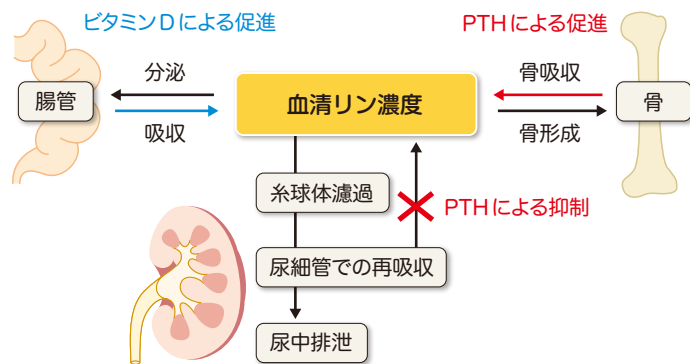 ビタミンDによる促進
PTHによる促進
分泌
骨吸収
腸管
血清リン濃度
骨
吸収
骨形成
糸球体濾過
PTHによる抑制
尿細管での再吸収
尿中排泄